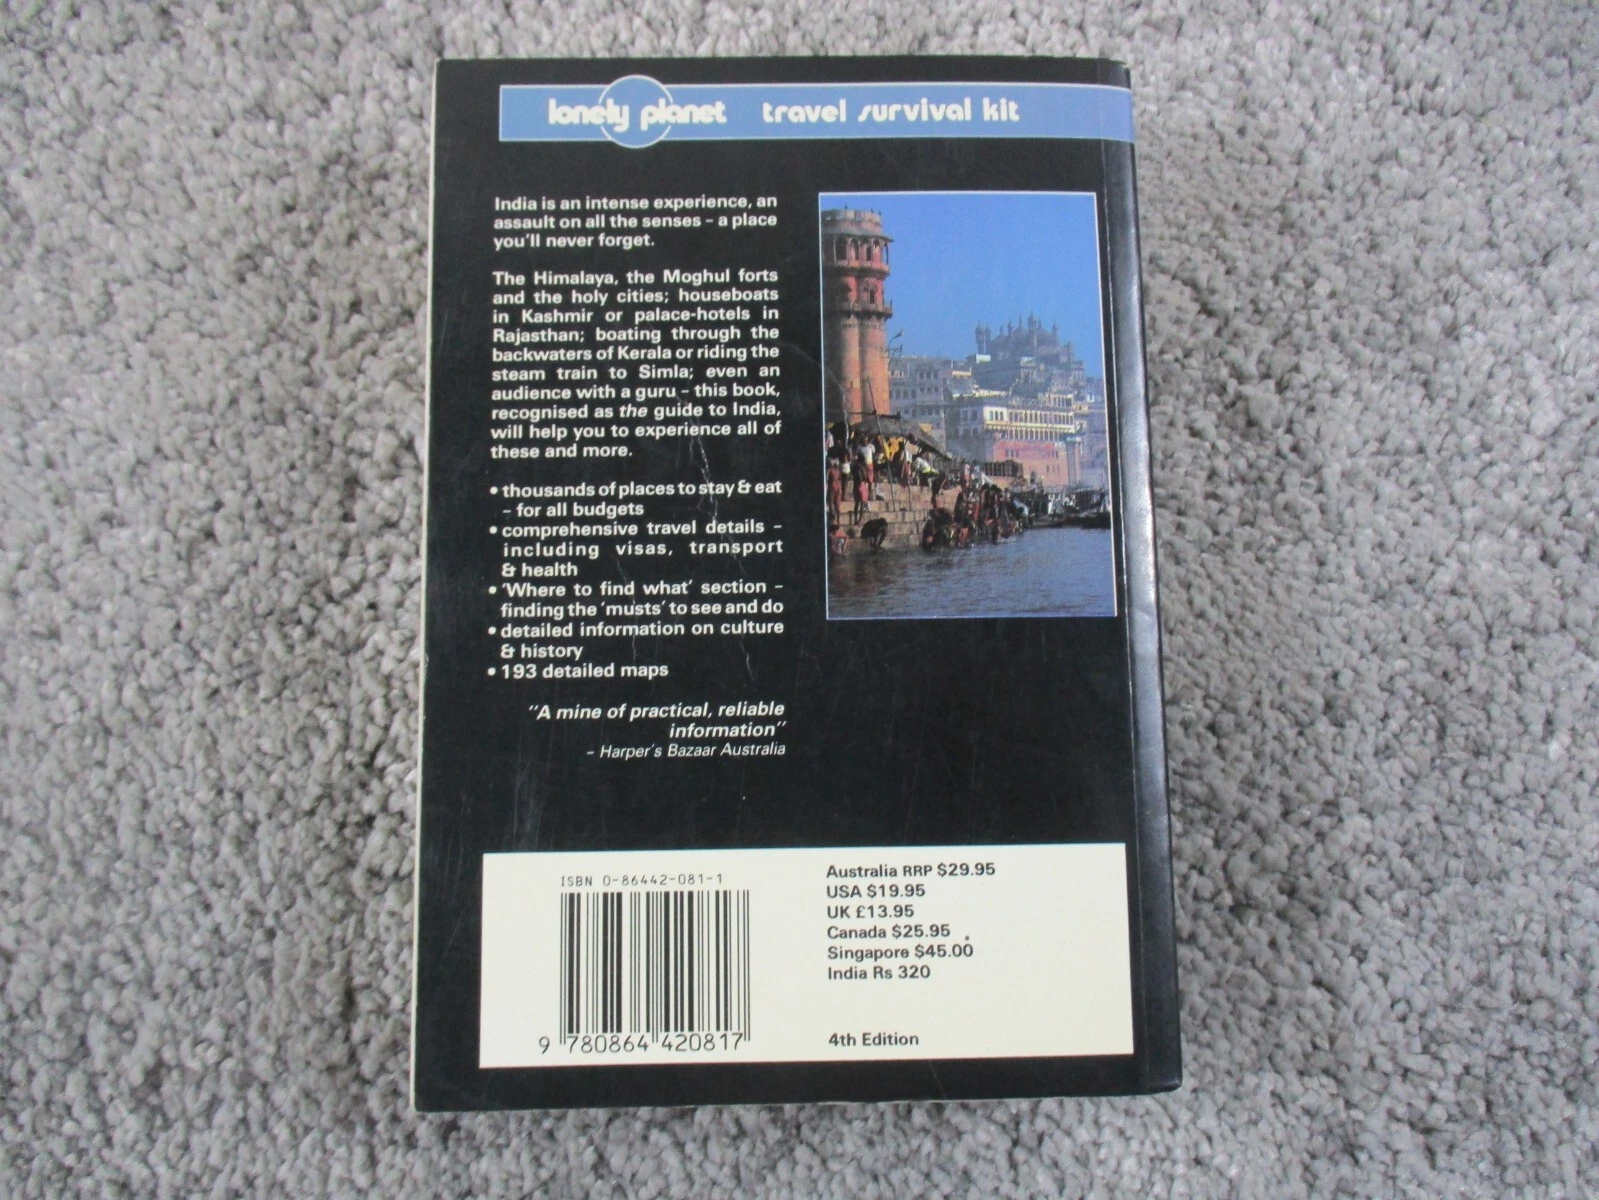 lonely planet travel survival kit
India is an intense experience, an
assault on all the senses – a place
you'll never forget.
The Himalaya, the Moghul forts
and the holy cities; houseboats
in Kashmir or palace-hotels in
Rajasthan; boating through the
backwaters of Kerala or riding the
steam train to Simla; even an
audience with a guru – this book,
recognised as the guide to India,
will help you to experience all of
these and more.
• thousands of places to stay & eat
– for all budgets
• comprehensive travel details –
including visas, transport
& health
• 'Where to find what' section –
finding the 'musts' to see and do
• detailed information on culture
& history
• 193 detailed maps
"A mine of practical, reliable
information"
– Harper's Bazaar Australia
ISBN 0-86442-081-1
9 780864 420817
Australia RRP $29.95
USA $19.95
UK £13.95
Canada $25.95
Singapore $45.00
India Rs 320
4th Edition